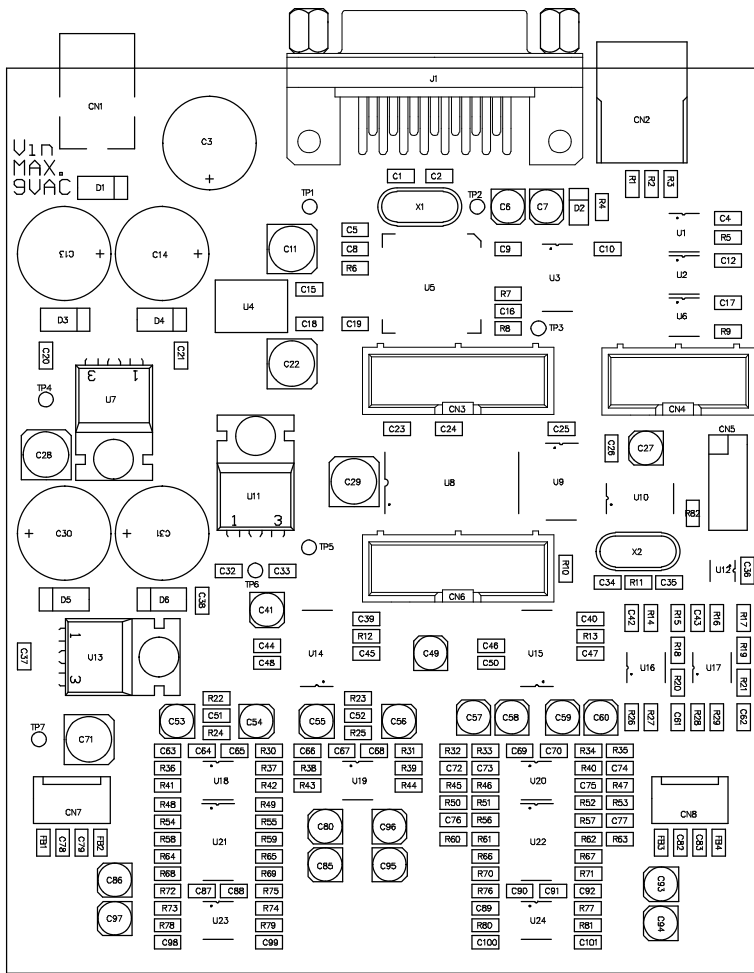 J1
CN1
CN2
C3
Vin
MAX.
9VAC
D1
C1
C2
R1
R2
R3
TP1
X1
TP2
C6
C7
D2
R4
U1
C4
R5
C5
C8
R6
C9
U3
C10
U2
C12
C13
C14
C11
U4
C15
U5
R7
C16
R8
TP3
U6
C17
R9
C18
C19
D3
D4
C20
C21
C22
1
3
U7
TP4
CN3
CN4
CN5
C23
C24
C25
C26
C27
C28
U11
1
3
C29
U8
U9
U10
R82
C30
C31
TP5
X2
C32
TP6
C33
R10
U12
C36
C34
R11
C35
D5
D6
C38
C41
CN6
C37
1
3
U13
C39
R12
C45
C44
C48
U14
C49
C46
C50
U15
C40
R13
C47
C42
R14
R15
C43
R16
R17
R18
R19
U16
U17
R20
R21
R26
R27
C61
R28
R29
C62
R22
C51
R24
R23
C52
R25
C53
C54
C55
C56
C57
C58
C59
C60
TP7
C71
C63
C64
C65
R30
C66
C67
C68
R31
R32
R33
C69
C70
R34
R35
R36
R37
R38
R39
C72
C73
R40
C74
R41
U18
R42
R43
U19
R44
R45
R46
U20
C75
R47
R48
R49
R50
R51
R52
R53
CN7
CN8
R54
R55
C76
R56
R57
C77
C80
C96
FB1
C78
C79
FB2
R58
U21
R59
R60
R61
U22
R62
R63
FB3
C82
C83
FB4
R64
R65
R66
R67
C85
C95
R68
R69
R70
R71
C86
C93
R72
C87
C88
R75
R76
C90
C91
C92
R73
R74
C89
R77
C97
C94
R78
U23
R79
R80
U24
R81
C98
C99
C100
C101